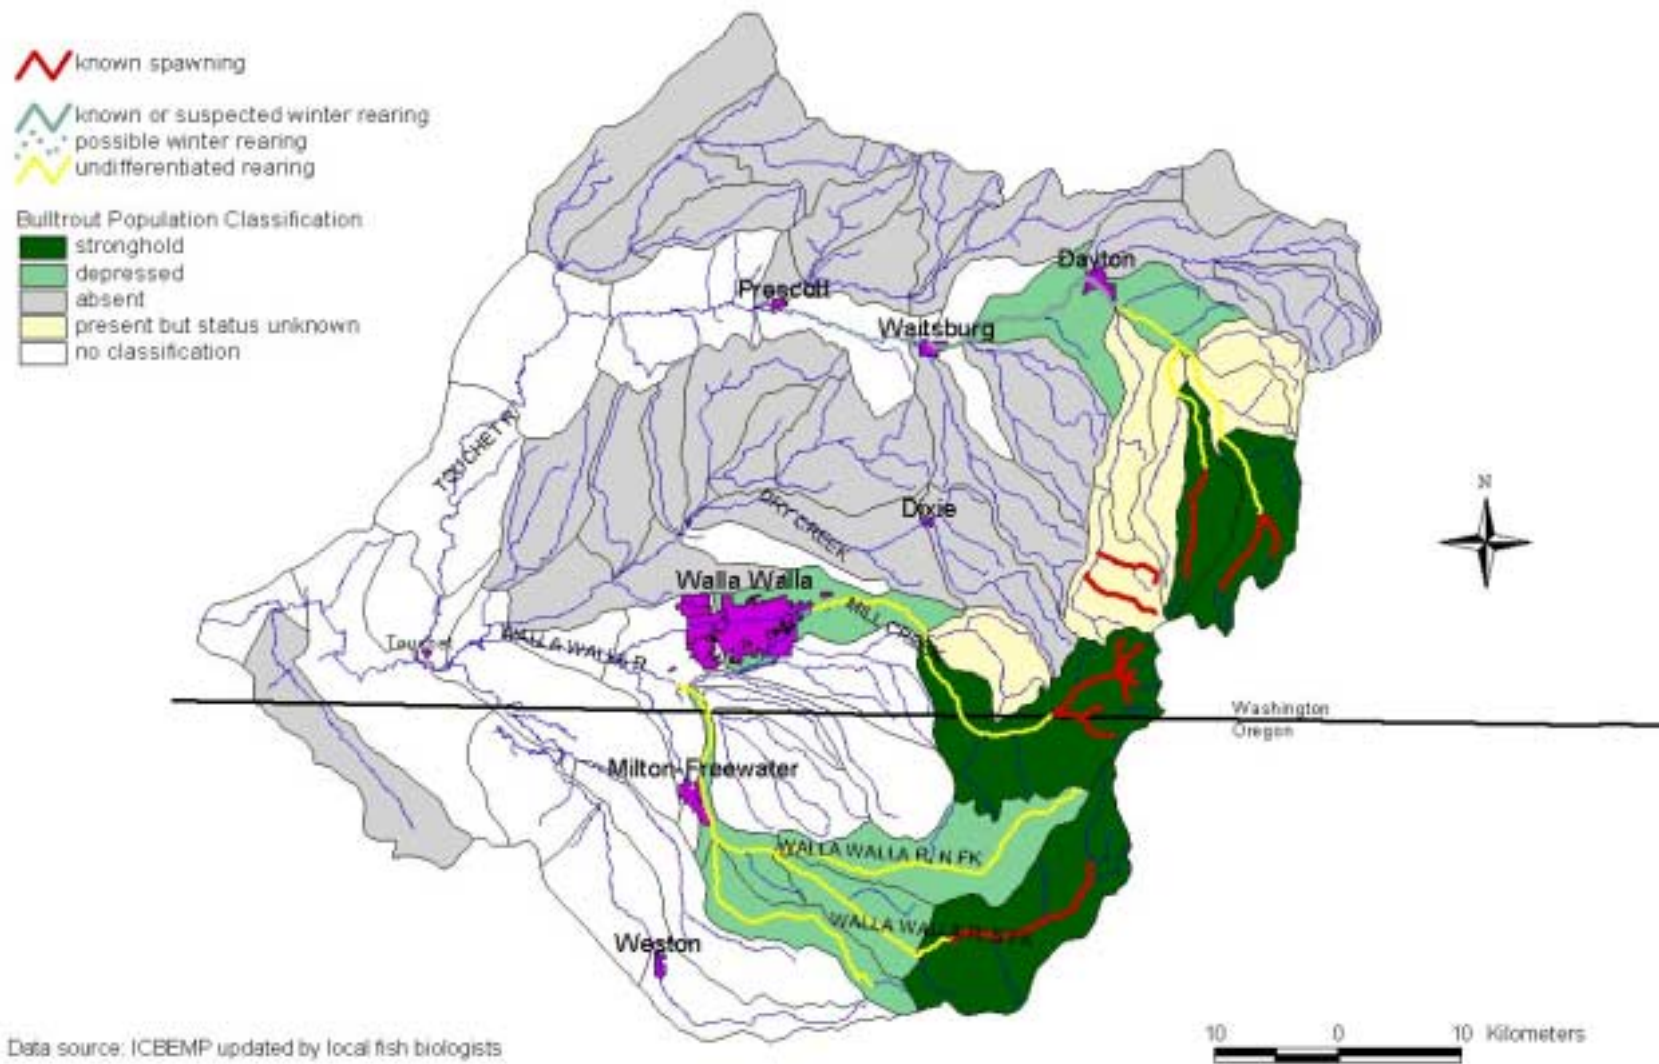 known spawning
known or suspected winter rearing
possible winter rearing
undifferentiated rearing
Bulltrout Population Classification
stronghold
depressed
absent
present but status unknown
no classification
Dayton
Prescott
Waitsburg
TOUCHET R
DRY CREEK
Dixie
N
Walla Walla
MILL CREEK
WALLA WALLA R
Touchet
Washington
Oregon
Milton-Freewater
WALLA WALLA R, N FK
WALLA WALLA R,
Weston
10 0 10 Kilometers
Data source: ICBEMP updated by local fish biologists